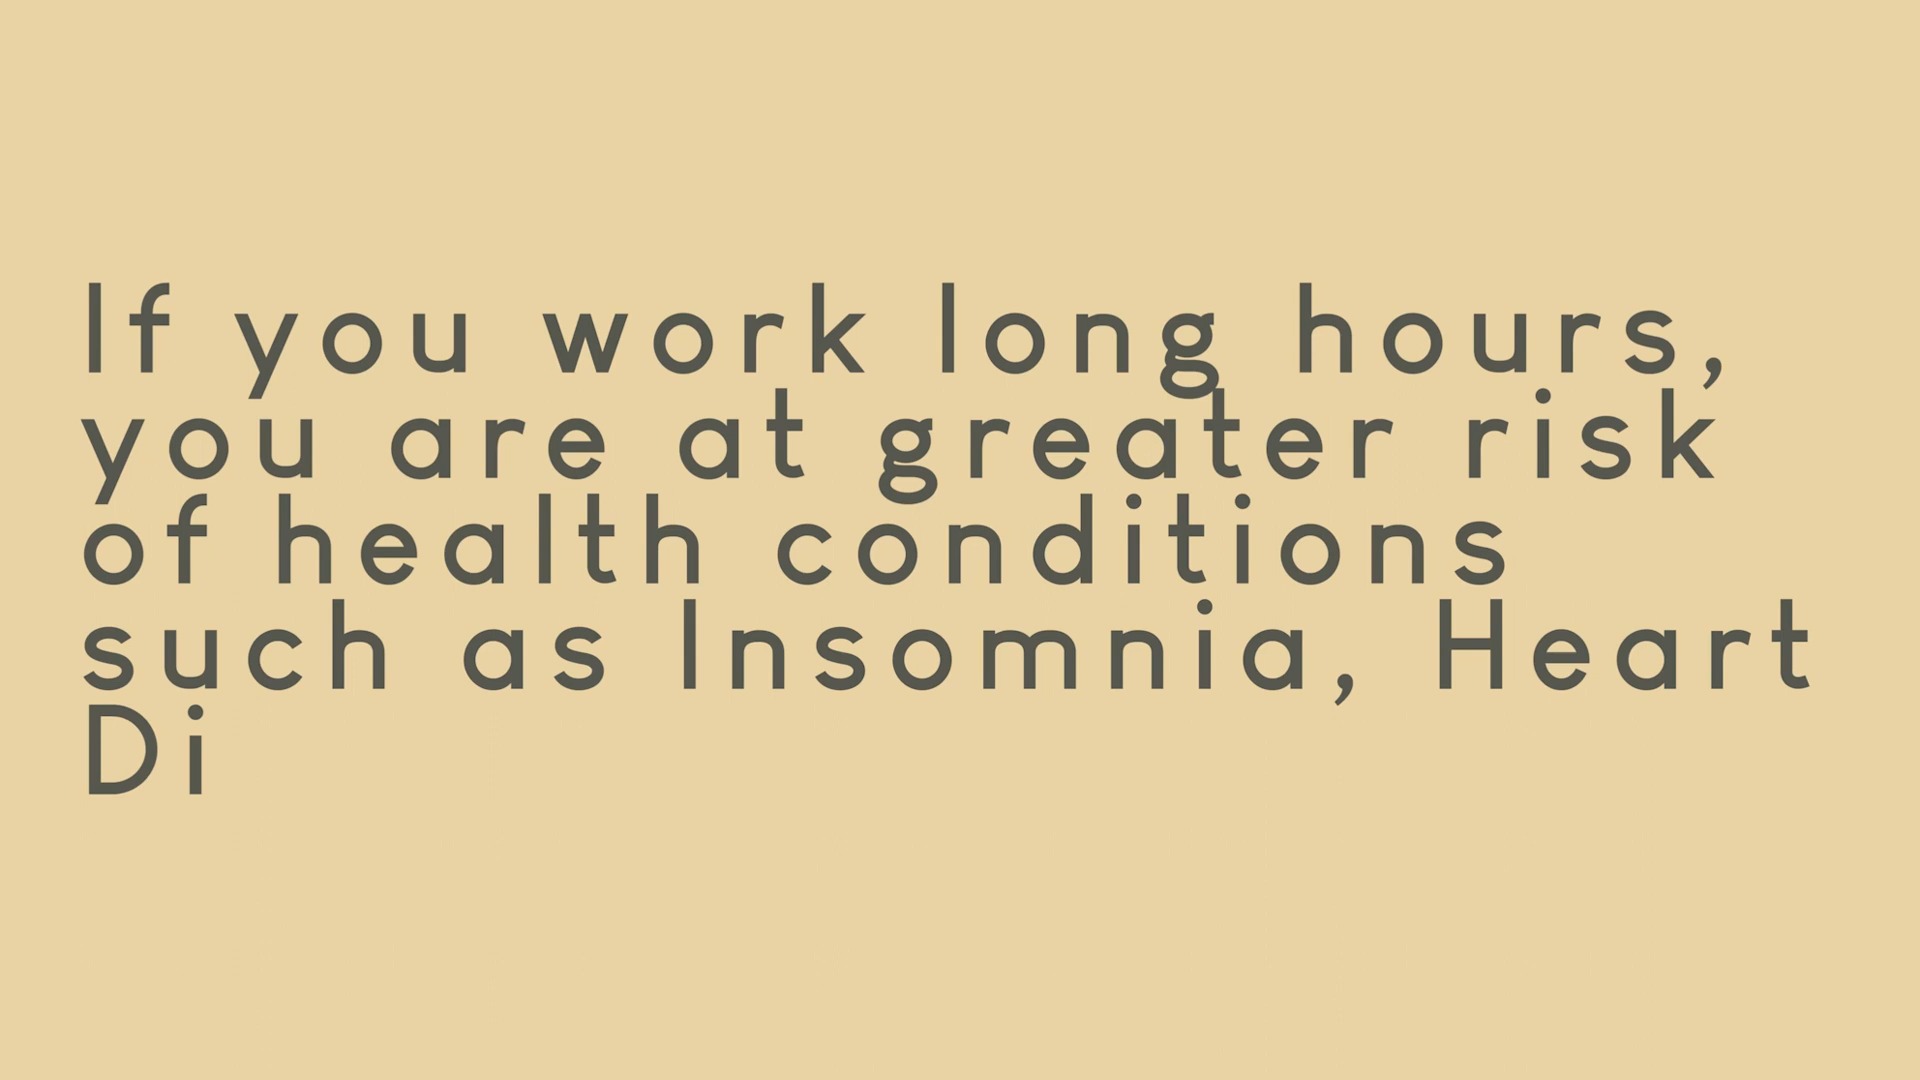 If you work long hours,
you are at greater risk
of health conditions
such as Insomnia, Heart
Di